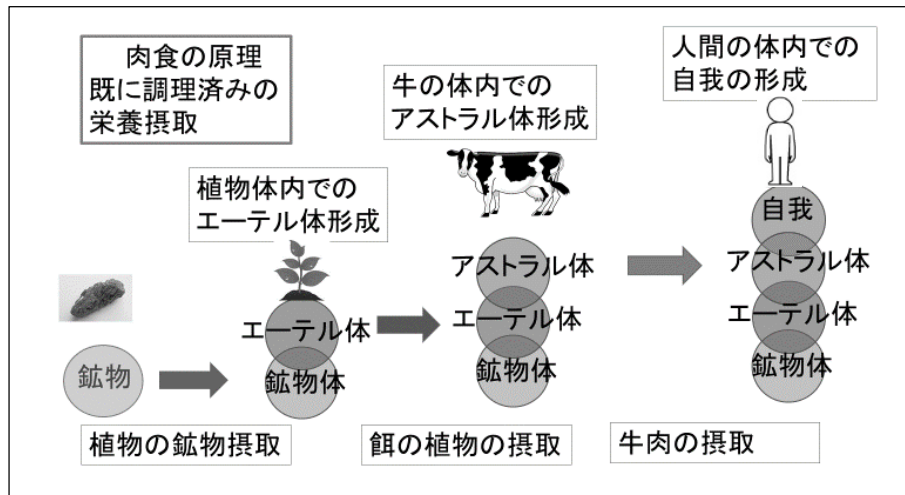 肉食の原理
既に調理済みの
栄養摂取
牛の体内での
アストラル体形成
人間の体内での
自我の形成
植物体内での
エーテル体形成
自我
アストラル体
アストラル体
エーテル体
エーテル体
エーテル体
鉱物
鉱物体
鉱物体
鉱物体
植物の鉱物摂取
餌の植物の摂取
牛肉の摂取